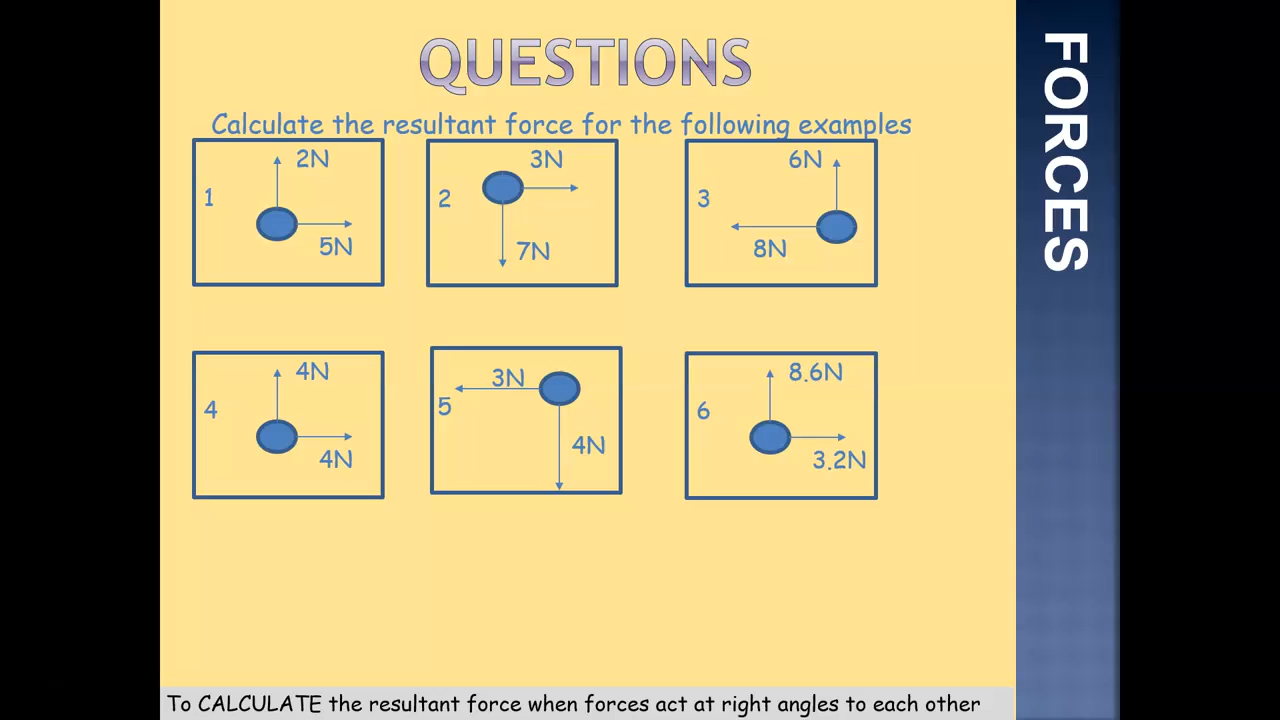 QUESTIONS
Calculate the resultant force for the following examples
1
2N
5N
2
3N
7N
3
6N
8N
4
4N
4N
5
3N
4N
6
8.6N
3.2N
To CALCULATE the resultant force when forces act at right angles to each other
FORCES